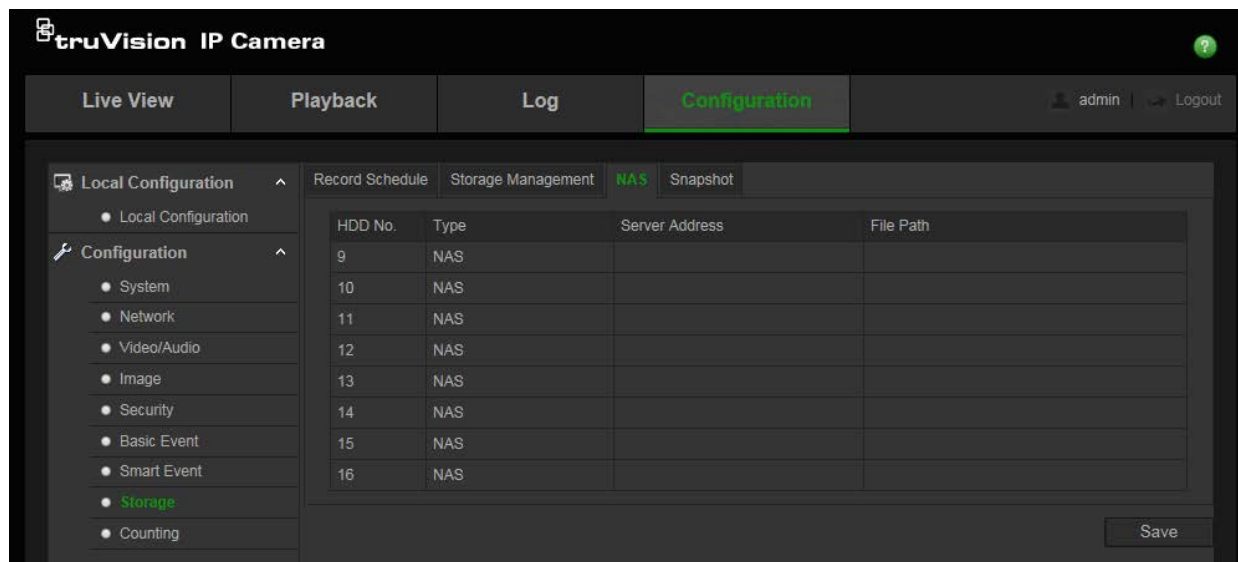 truVision IP Camera
?
Live View Playback Log Configuration admin Logout
Local Configuration
Local Configuration
Configuration
System
Network
Video/Audio
Image
Security
Basic Event
Smart Event
Storage
Counting
Record Schedule Storage Management NAS Snapshot
HDD No. Type Server Address File Path
9 NAS
10 NAS
11 NAS
12 NAS
13 NAS
14 NAS
15 NAS
16 NAS
Save